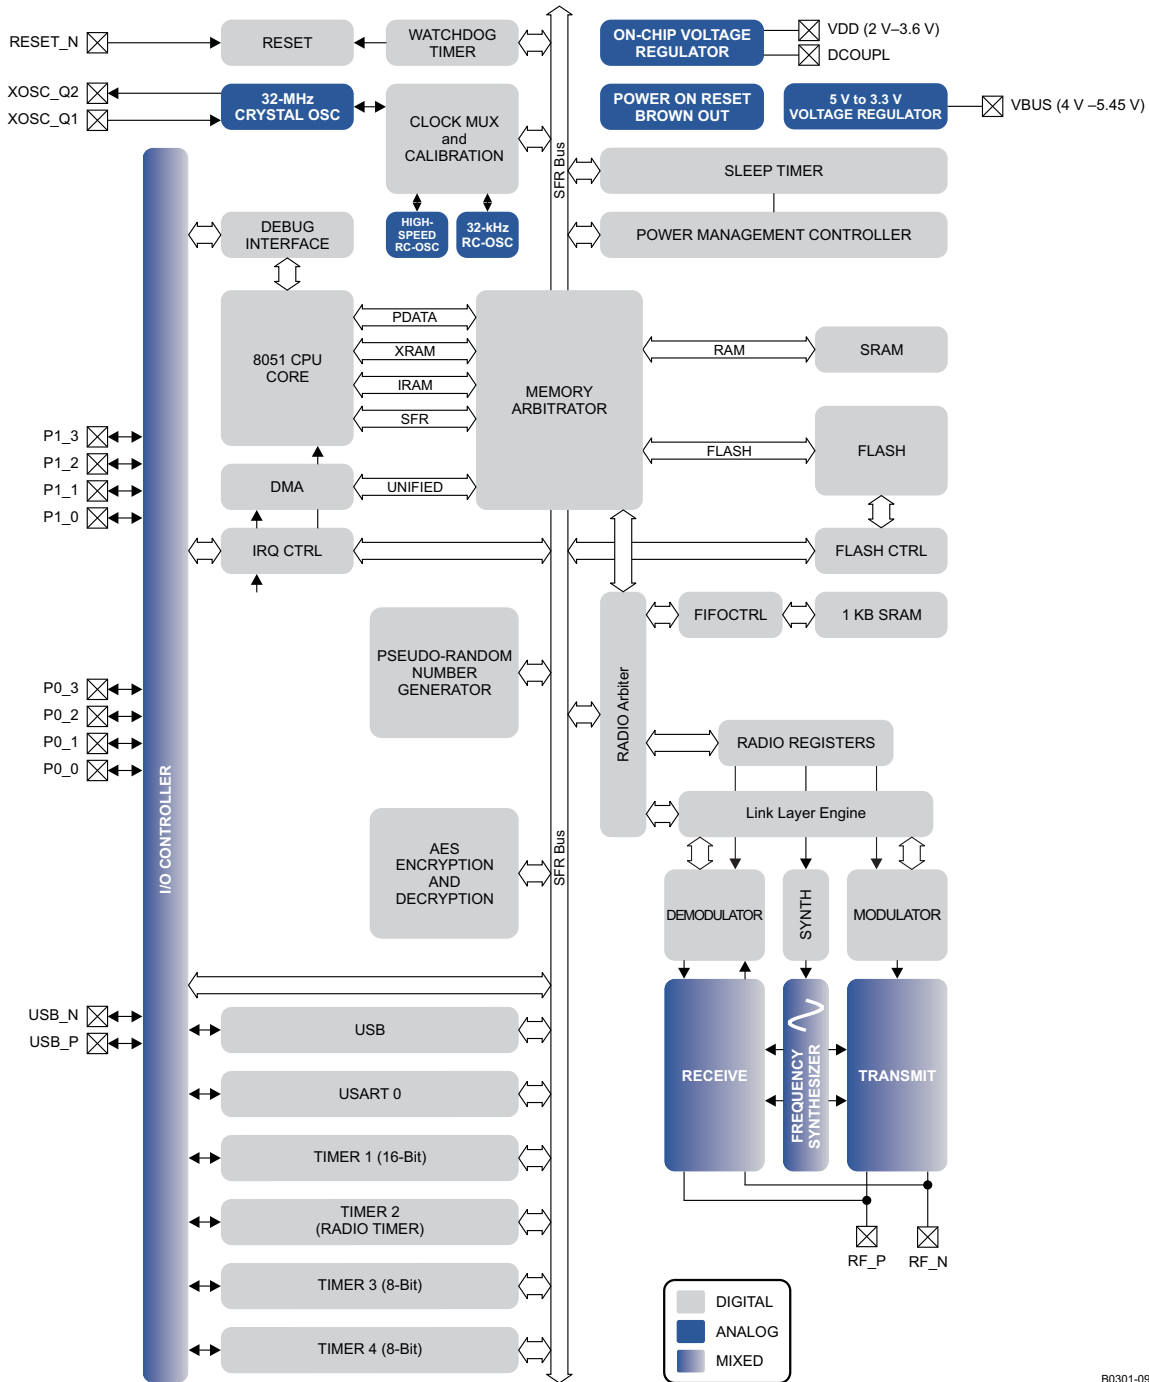 RESET_N
RESET
WATCHDOG
TIMER
ON-CHIP VOLTAGE
REGULATOR
VDD (2 V–3.6 V)
DCOUPL
XOSC_Q2
XOSC_Q1
32-MHz
CRYSTAL OSC
CLOCK MUX
and
CALIBRATION
SFR Bus
POWER ON RESET
BROWN OUT
5 V to 3.3 V
VOLTAGE REGULATOR
VBUS (4 V –5.45 V)
SLEEP TIMER
HIGH-
SPEED
RC-OSC
32-kHz
RC-OSC
POWER MANAGEMENT CONTROLLER
DEBUG
INTERFACE
8051 CPU
CORE
PDATA
XRAM
IRAM
SFR
MEMORY
ARBITRATOR
RAM
SRAM
P1_3
P1_2
P1_1
P1_0
DMA
UNIFIED
FLASH
FLASH
IRQ CTRL
FLASH CTRL
RADIO Arbiter
FIFOCTRL
1 KB SRAM
PSEUDO-RANDOM
NUMBER
GENERATOR
P0_3
P0_2
P0_1
P0_0
I/O CONTROLLER
RADIO REGISTERS
Link Layer Engine
AES
ENCRYPTION
AND
DECRYPTION
SFR Bus
DEMODULATOR
SYNTH
MODULATOR
USB_N
USB_P
USB
RECEIVE
FREQUENCY
SYNTHESIZER
TRANSMIT
USART 0
TIMER 1 (16-Bit)
TIMER 2
(RADIO TIMER)
RF_P
RF_N
TIMER 3 (8-Bit)
TIMER 4 (8-Bit)
DIGITAL
ANALOG
MIXED
B0301-09